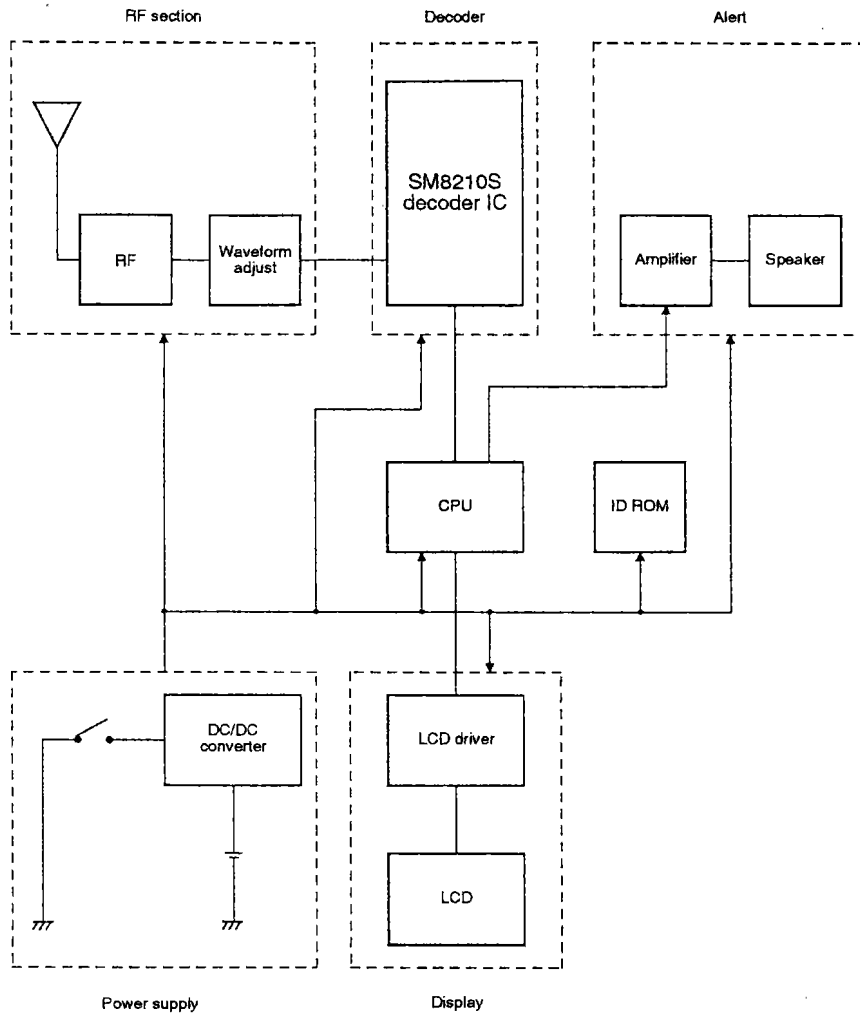 RF section
Decoder
Alert
SM8210S
decoder IC
RF
Waveform
adjust
Amplifier
Speaker
CPU
ID ROM
DC/DC
converter
LCD driver
LCD
Power supply
Display